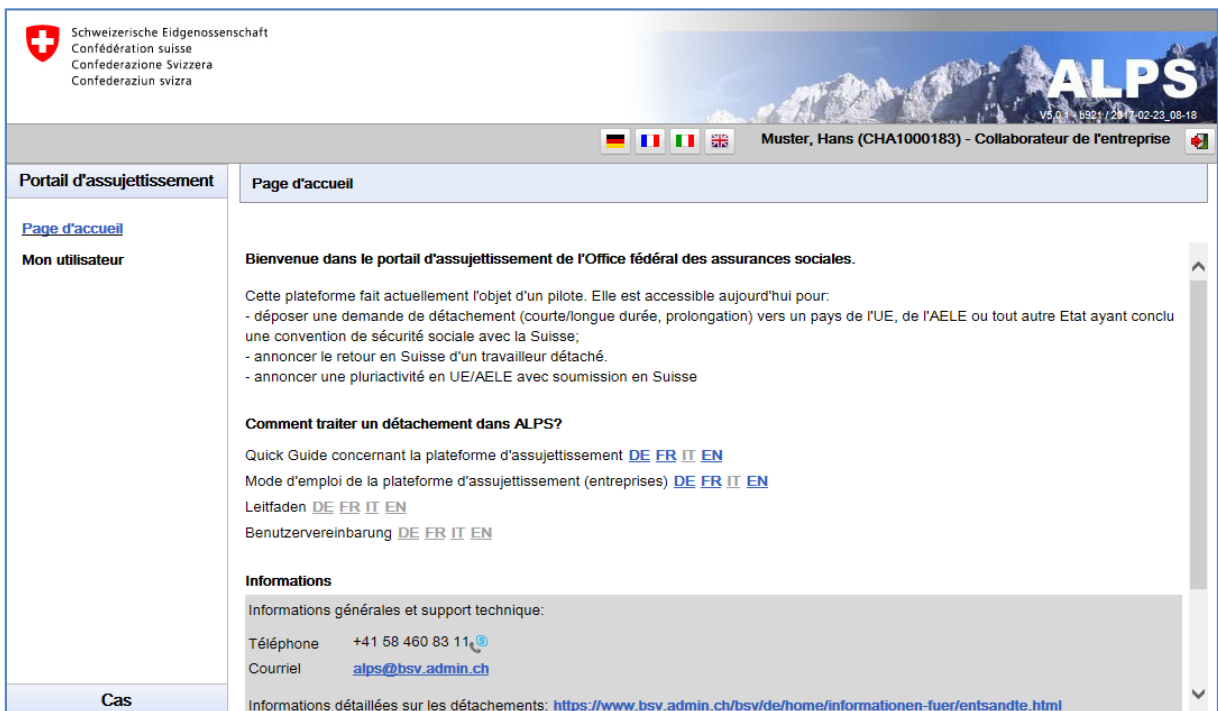 Schweizerische Eidgenossenschaft
Confédération suisse
Confederazione Svizzera
Confederaziun svizra
ALPS
V5.0.1 - b921 / 2017-02-23_08-18
Muster, Hans (CHA1000183) - Collaborateur de l'entreprise
Portail d'assujettissement
Page d'accueil
Page d'accueil
Mon utilisateur
Bienvenue dans le portail d'assujettissement de l'Office fédéral des assurances sociales.
Cette plateforme fait actuellement l'objet d'un pilote. Elle est accessible aujourd'hui pour:
- déposer une demande de détachement (courte/longue durée, prolongation) vers un pays de l'UE, de l'AELE ou tout autre Etat ayant conclu
une convention de sécurité sociale avec la Suisse;
- annoncer le retour en Suisse d'un travailleur détaché.
- annoncer une pluriactivité en UE/AELE avec soumission en Suisse
Comment traiter un détachement dans ALPS?
Quick Guide concernant la plateforme d'assujettissement DE FR IT EN
Mode d'emploi de la plateforme d'assujettissement (entreprises) DE FR IT EN
Leitfaden DE FR IT EN
Benutzervereinbarung DE FR IT EN
Informations
Informations générales et support technique:
Téléphone +41 58 460 83 11
Courriel alps@bsv.admin.ch
Informations détaillées sur les détachements: https://www.bsv.admin.ch/bsv/de/home/informationen-fuer/entsandte.html
Cas